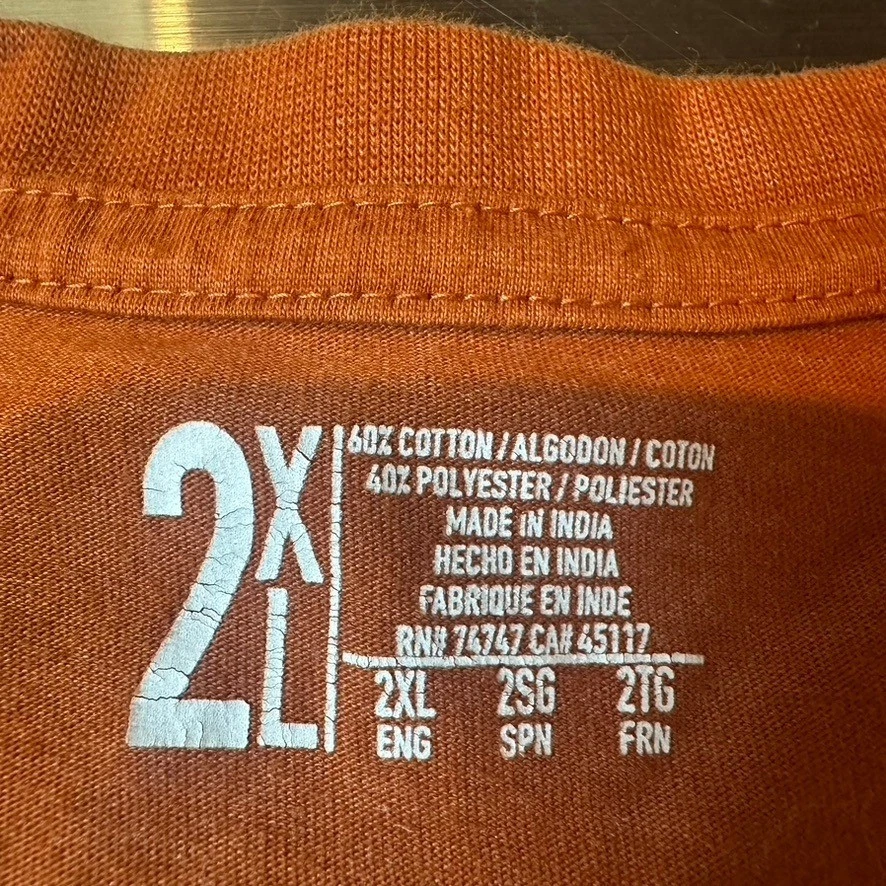 2XL
60% COTTON / ALGODON / COTON
40% POLYESTER / POLIESTER
MADE IN INDIA
HECHO EN INDIA
FABRIQUE EN INDE
RN# 74747 CA# 45117
2XL 2SG 2TG
ENG SPN FRN